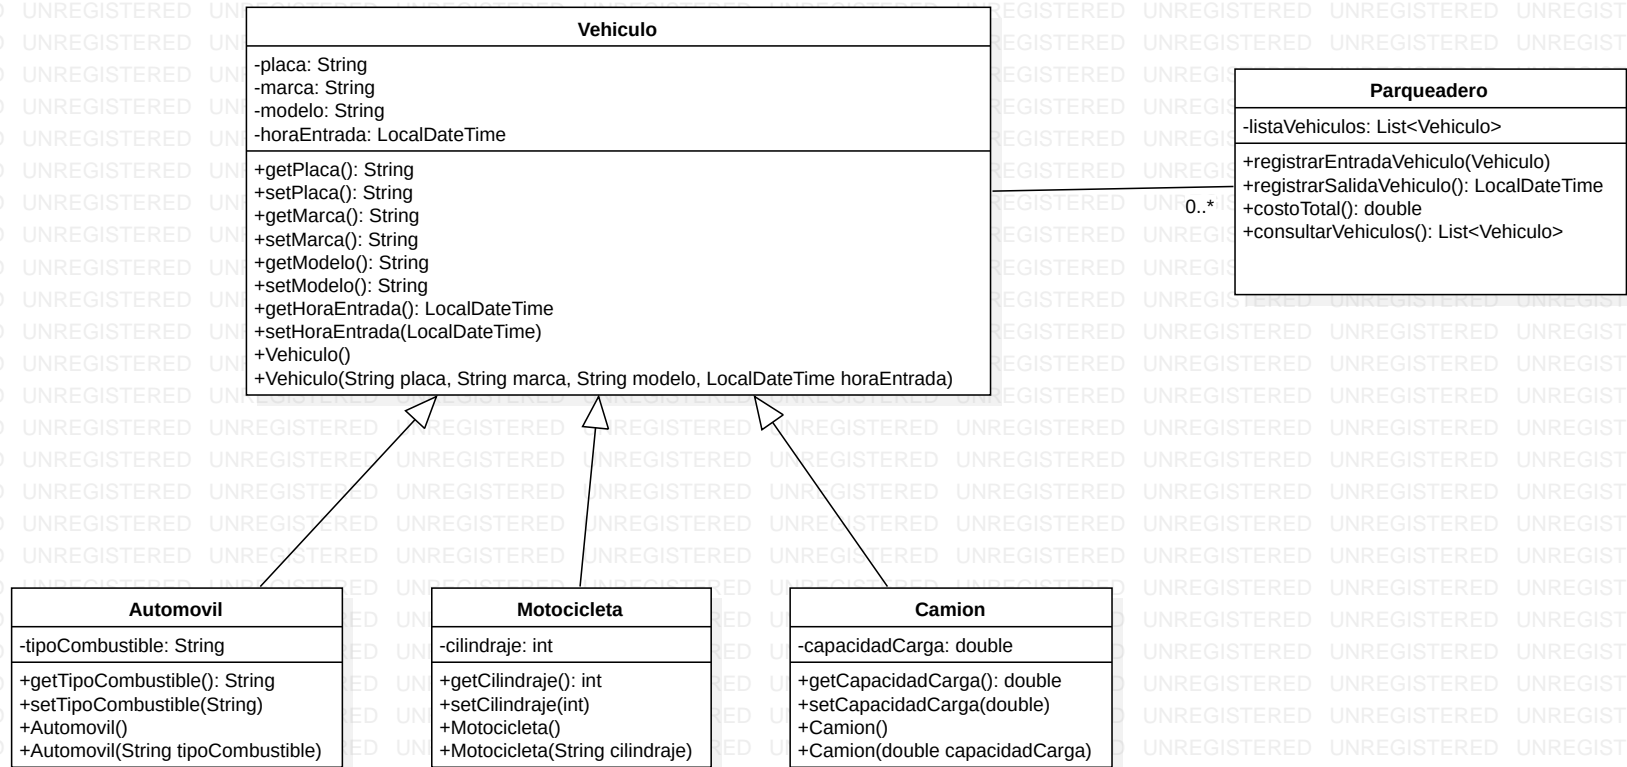 Vehiculo
-placa: String
-marca: String
-modelo: String
-horaEntrada: LocalDateTime
+getPlaca(): String
+setPlaca(): String
+getMarca(): String
+setMarca(): String
+getModelo(): String
+setModelo(): String
+getHoraEntrada(): LocalDateTime
+setHoraEntrada(LocalDateTime)
+Vehiculo()
+Vehiculo(String placa, String marca, String modelo, LocalDateTime horaEntrada)
0..*
Parqueadero
-listaVehiculos: List<Vehiculo>
+registrarEntradaVehiculo(Vehiculo)
+registrarSalidaVehiculo(): LocalDateTime
+costoTotal(): double
+consultarVehiculos(): List<Vehiculo>
Automovil
-tipoCombustible: String
+getTipoCombustible(): String
+setTipoCombustible(String)
+Automovil()
+Automovil(String tipoCombustible)
Motocicleta
-cilindraje: int
+getCilindraje(): int
+setCilindraje(int)
+Motocicleta()
+Motocicleta(String cilindraje)
Camion
-capacidadCarga: double
+getCapacidadCarga(): double
+setCapacidadCarga(double)
+Camion()
+Camion(double capacidadCarga)
UNREGISTERED